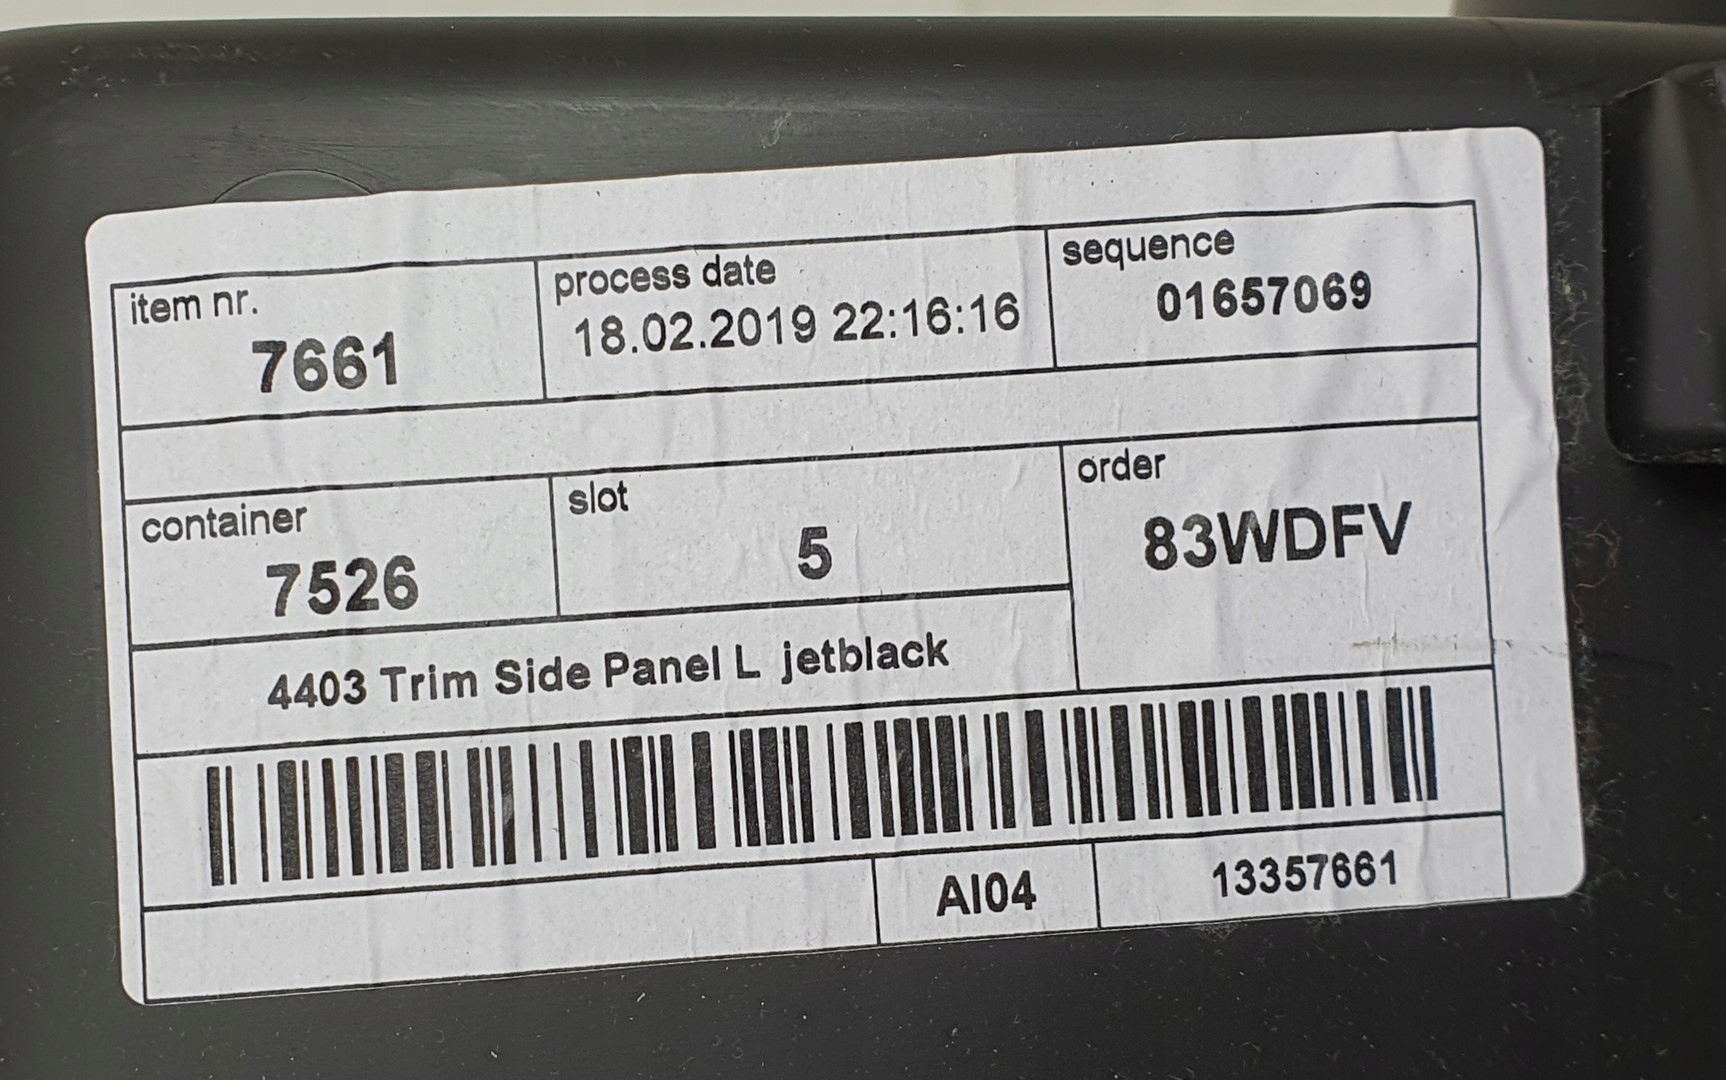 item nr.
7661
process date
18.02.2019 22:16:16
sequence
01657069
container
7526
slot
5
order
83WDFV
4403 Trim Side Panel L jetblack
AI04
13357661